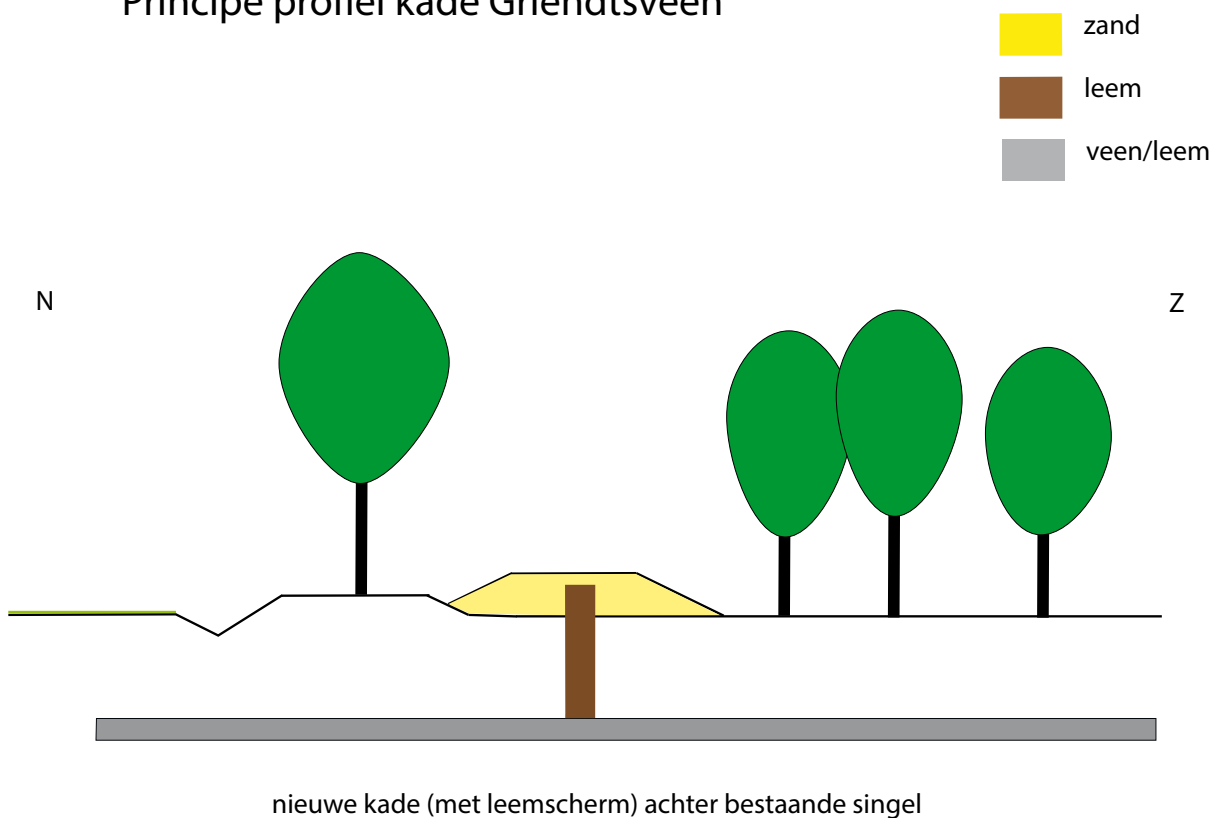 Principe profiel kade Griendtsveen
zand
leem
veen/leem
N
Z
nieuwe kade (met leemscherm) achter bestaande singel